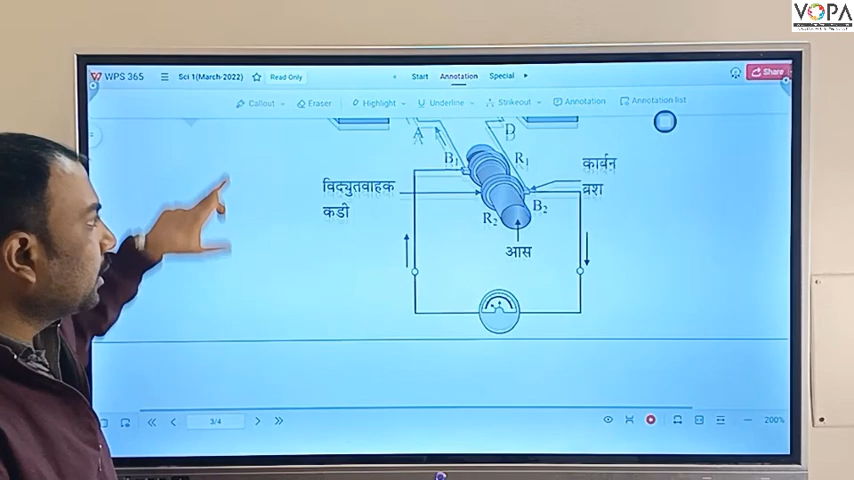 VOPA
WPS 365 Sci 1(March-2022) Read Only Start Annotation Special Share
Callout Eraser Highlight Underline Strikeout Annotation Annotation list
A D
B1 R1 कार्बन
विद्युतवाहक ब्रश
कडी R2 B2
आस
3/4 200%